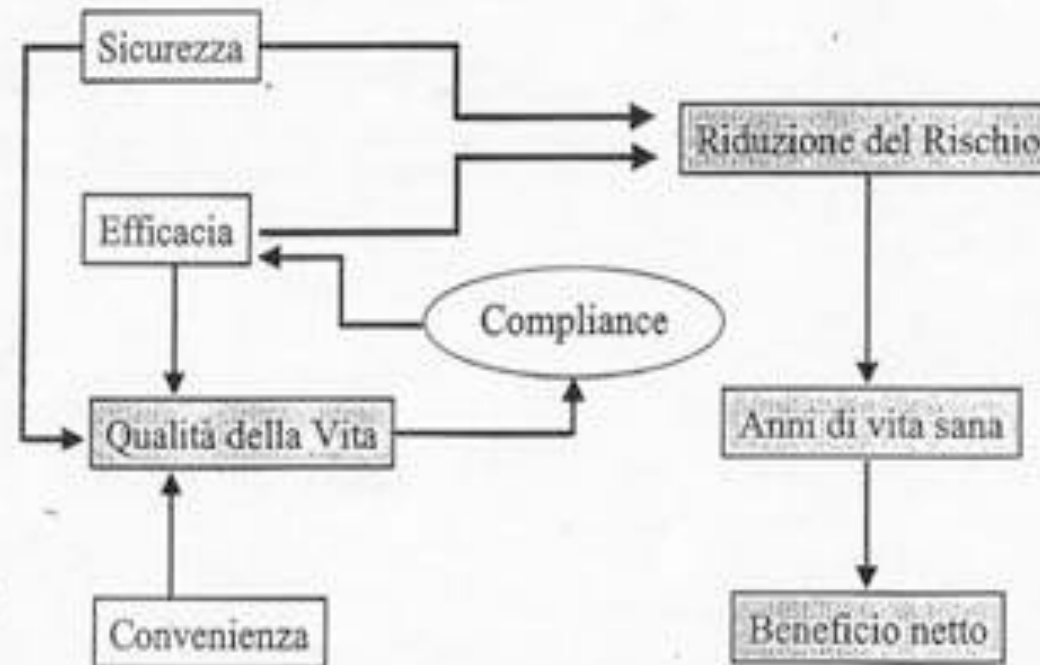 Sicurezza
Riduzione del Rischio
Efficacia
Compliance
Qualità della Vita
Anni di vita sana
Convenienza
Beneficio netto